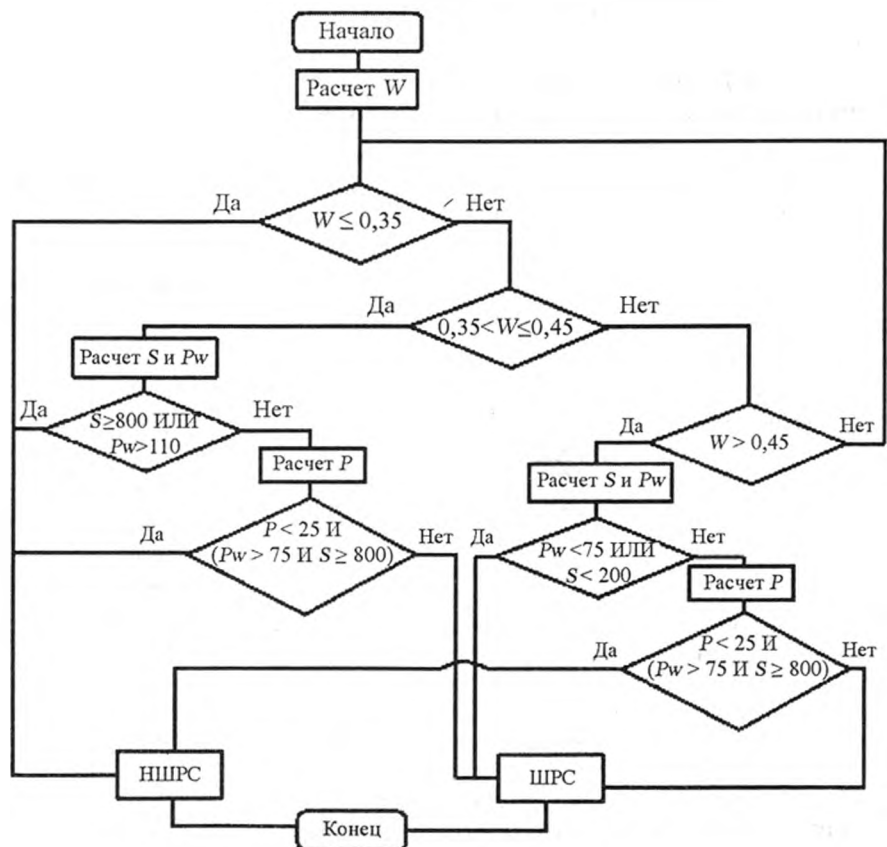 Начало
Расчет W
Да
Нет
W ≤ 0,35
Да
Нет
0,35<W≤0,45
Расчет S и Pw
Да
S≥800 ИЛИ
Pw>110
Нет
Да
W > 0,45
Нет
Расчет P
Расчет S и Pw
Да
P < 25 И
(Pw > 75 И S ≥ 800)
Нет
Да
Pw <75 ИЛИ
S< 200
Нет
Расчет P
Да
P < 25 И
(Pw > 75 И S ≥ 800)
Нет
НШРС
ШРС
Конец